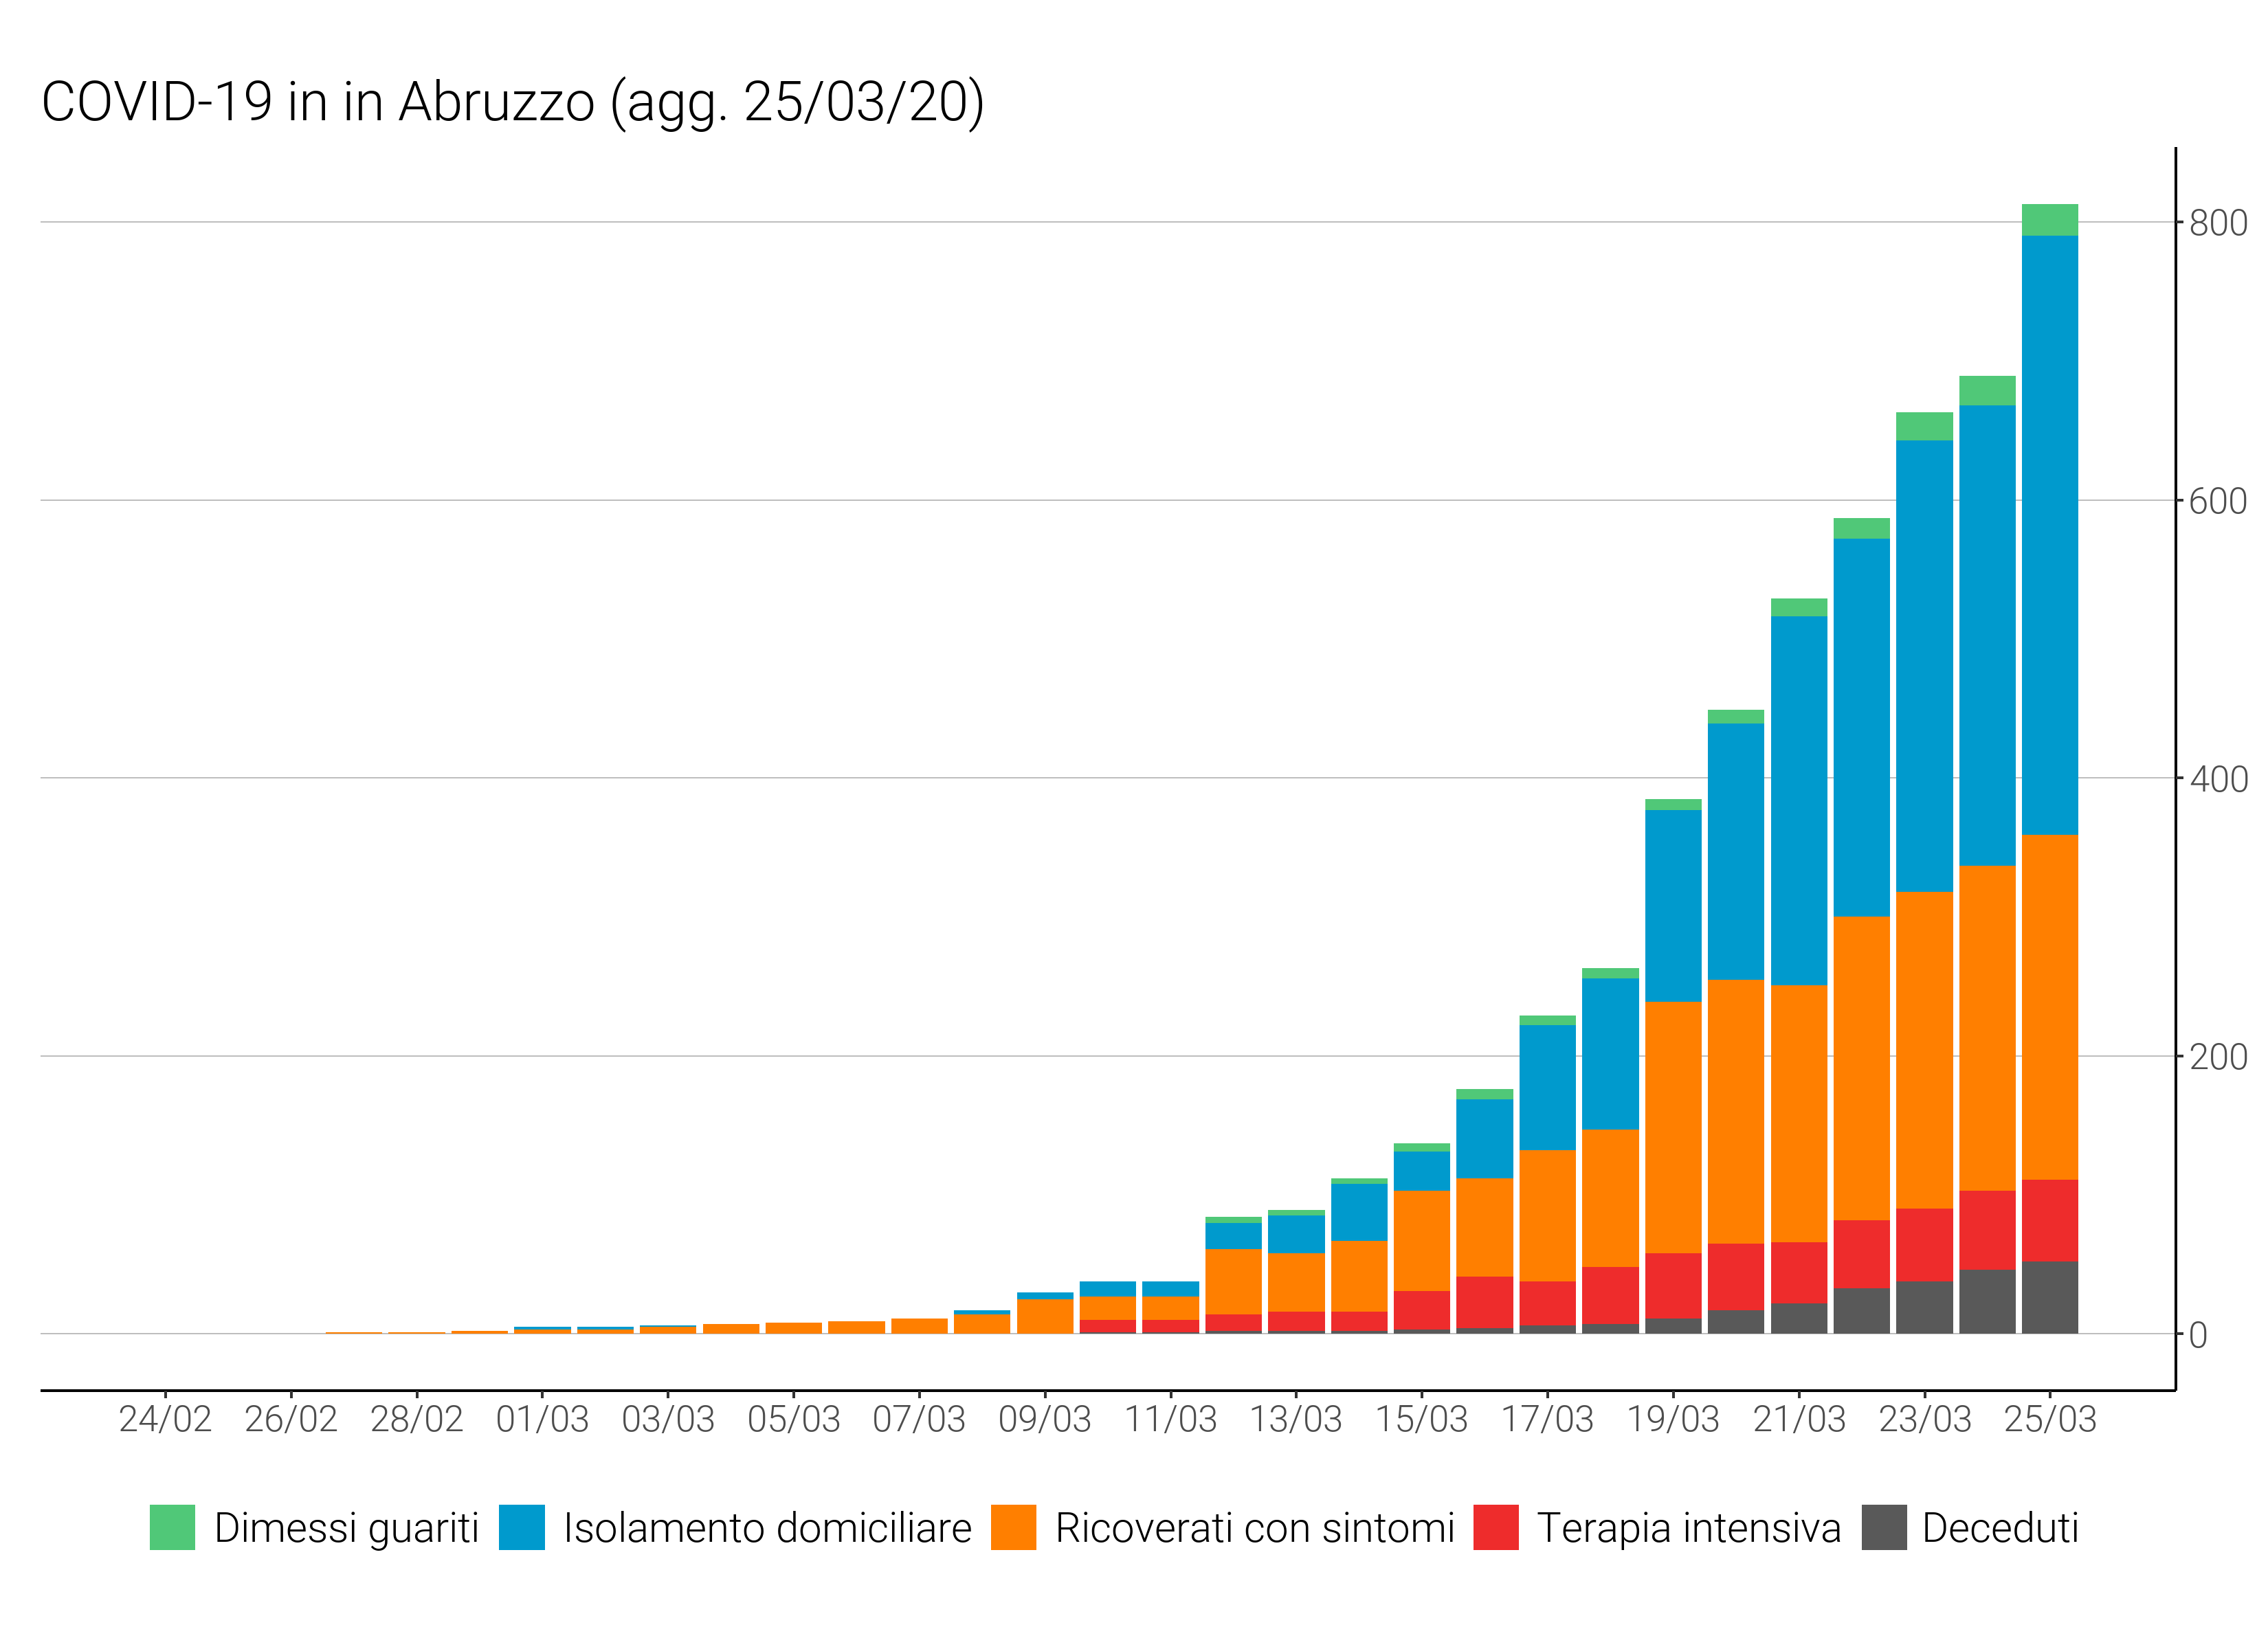 COVID-19 in in Abruzzo (agg. 25/03/20)
800
600
400
200
0
24/02 26/02 28/02 01/03 03/03 05/03 07/03 09/03 11/03 13/03 15/03 17/03 19/03 21/03 23/03 25/03
Dimessi guariti Isolamento domiciliare Ricoverati con sintomi Terapia intensiva Deceduti